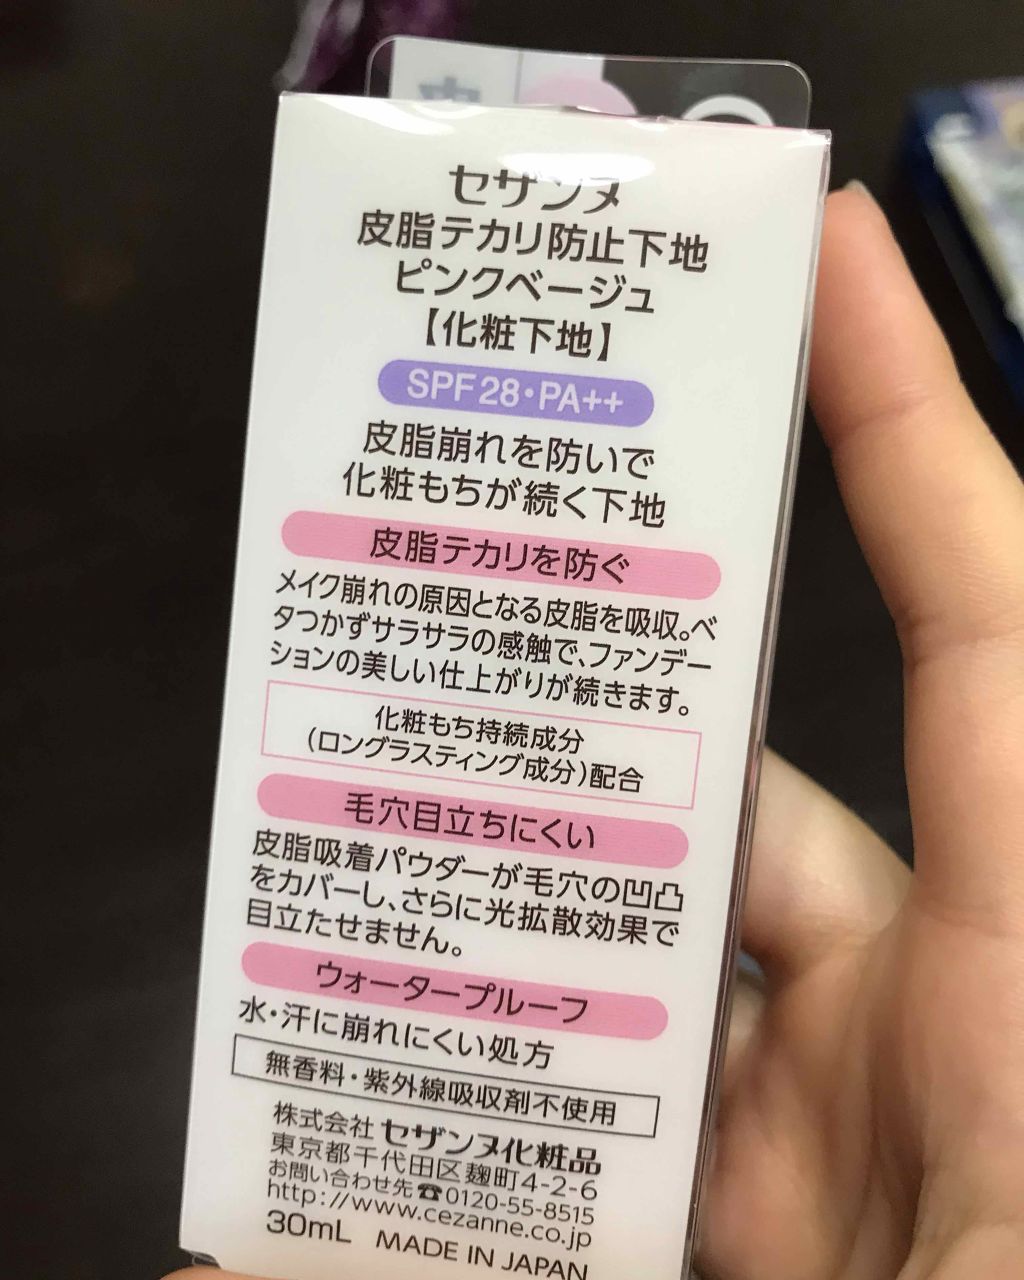 セザンヌ
皮脂テカリ防止下地
ピンクベージュ
【化粧下地】
SPF28・PA++
皮脂崩れを防いで
化粧もちが続く下地
皮脂テカリを防ぐ
メイク崩れの原因となる皮脂を吸収。ベ
タつかずサラサラの感触で、ファンデー
ションの美しい仕上がりが続きます。
化粧もち持続成分
(ロングラスティング成分)配合
毛穴目立ちにくい
皮脂吸着パウダーが毛穴の凹凸
をカバーし、さらに光拡散効果で
目立たせません。
ウォータープルーフ
水・汗に崩れにくい処方
無香料・紫外線吸収剤不使用
株式会社 セザンヌ化粧品
東京都千代田区麹町4-2-6
お問い合わせ先☎0120-55-8515
http://www.cezanne.co.jp
30mL MADE IN JAPAN